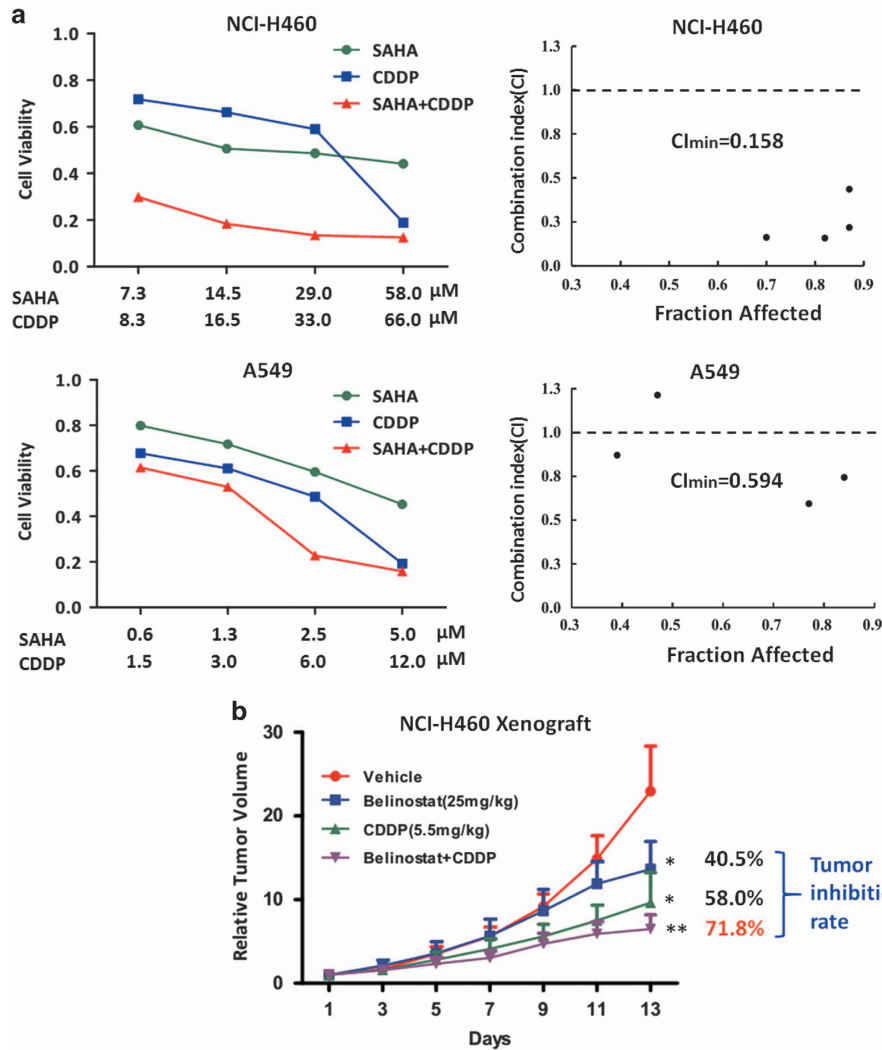 a
NCI-H460
1.0
0.8
0.6
0.4
0.2
0.0
Cell Viability
SAHA
CDDP
SAHA+CDDP
SAHA 7.3 14.5 29.0 58.0 μM
CDDP 8.3 16.5 33.0 66.0 μM
NCI-H460
1.3
1.0
0.8
0.5
0.3
0.0
Combination index(CI)
CImin=0.158
0.3 0.4 0.5 0.6 0.7 0.8 0.9
Fraction Affected
A549
1.0
0.8
0.6
0.4
0.2
0.0
Cell Viability
SAHA
CDDP
SAHA+CDDP
SAHA 0.6 1.3 2.5 5.0 μM
CDDP 1.5 3.0 6.0 12.0 μM
A549
1.3
1.0
0.8
0.5
0.3
0.0
Combination index(CI)
CImin=0.594
0.3 0.4 0.5 0.6 0.7 0.8 0.9
Fraction Affected
b
NCI-H460 Xenograft
30
20
10
0
Relative Tumor Volume
Vehicle
Belinostat(25mg/kg)
CDDP(5.5mg/kg)
Belinostat+CDDP
* 40.5%
* 58.0%
** 71.8%
Tumor
inhibiti
rate
1 3 5 7 9 11 13
Days